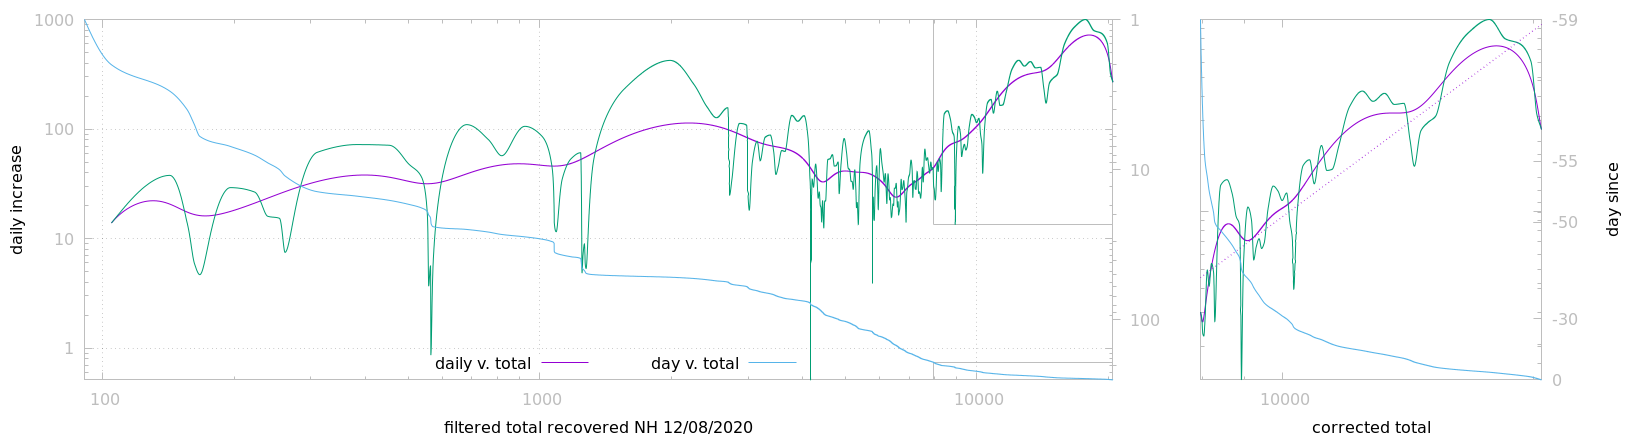 1000
100
10
1
daily increase
100
1000
10000
1
10
100
daily v. total
day v. total
filtered total recovered NH 12/08/2020
10000
-59
-55
-50
-30
0
day since
corrected total